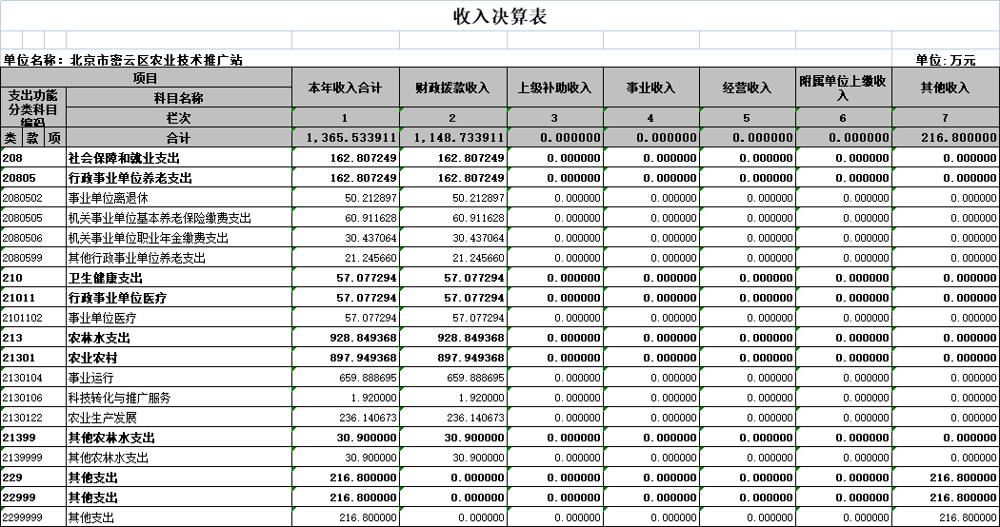 收入决算表
单位名称：北京市密云区农业技术推广站 单位:万元
项目 本年收入合计 财政拨款收入 上级补助收入 事业收入 经营收入 附属单位上缴收入 其他收入
支出功能分类科目编码 科目名称
栏次 1 2 3 4 5 6 7
类 款 项 合计 1,365.533911 1,148.733911 0.000000 0.000000 0.000000 0.000000 216.800000
208 社会保障和就业支出 162.807249 162.807249 0.000000 0.000000 0.000000 0.000000 0.000000
20805 行政事业单位养老支出 162.807249 162.807249 0.000000 0.000000 0.000000 0.000000 0.000000
2080502 事业单位离退休 50.212897 50.212897 0.000000 0.000000 0.000000 0.000000 0.000000
2080505 机关事业单位基本养老保险缴费支出 60.911628 60.911628 0.000000 0.000000 0.000000 0.000000 0.000000
2080506 机关事业单位职业年金缴费支出 30.437064 30.437064 0.000000 0.000000 0.000000 0.000000 0.000000
2080599 其他行政事业单位养老支出 21.245660 21.245660 0.000000 0.000000 0.000000 0.000000 0.000000
210 卫生健康支出 57.077294 57.077294 0.000000 0.000000 0.000000 0.000000 0.000000
21011 行政事业单位医疗 57.077294 57.077294 0.000000 0.000000 0.000000 0.000000 0.000000
2101102 事业单位医疗 57.077294 57.077294 0.000000 0.000000 0.000000 0.000000 0.000000
213 农林水支出 928.849368 928.849368 0.000000 0.000000 0.000000 0.000000 0.000000
21301 农业农村 897.949368 897.949368 0.000000 0.000000 0.000000 0.000000 0.000000
2130104 事业运行 659.888695 659.888695 0.000000 0.000000 0.000000 0.000000 0.000000
2130106 科技转化与推广服务 1.920000 1.920000 0.000000 0.000000 0.000000 0.000000 0.000000
2130122 农业生产发展 236.140673 236.140673 0.000000 0.000000 0.000000 0.000000 0.000000
21399 其他农林水支出 30.900000 30.900000 0.000000 0.000000 0.000000 0.000000 0.000000
2139999 其他农林水支出 30.900000 30.900000 0.000000 0.000000 0.000000 0.000000 0.000000
229 其他支出 216.800000 0.000000 0.000000 0.000000 0.000000 0.000000 216.800000
22999 其他支出 216.800000 0.000000 0.000000 0.000000 0.000000 0.000000 216.800000
2299999 其他支出 216.800000 0.000000 0.000000 0.000000 0.000000 0.000000 216.800000